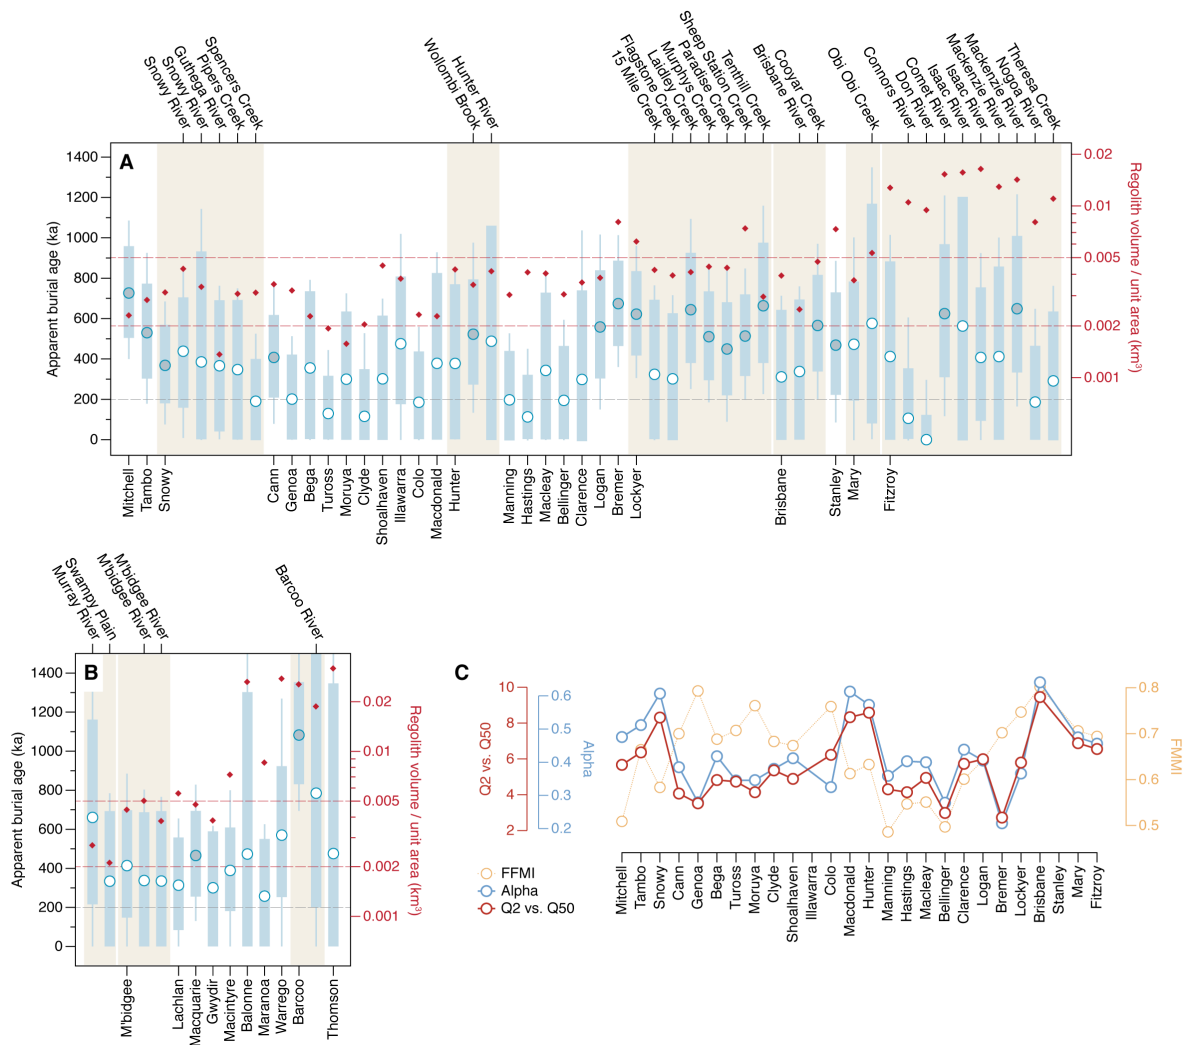 Snowy River
Snowy River
Guthega River
Pipers Creek
Spencers Creek
Wollombi Brook
Hunter River
15 Mile Creek
Flagstone Creek
Laidley Creek
Murphys Creek
Paradise Creek
Sheep Station Creek
Tenthill Creek
Brisbane River
Cooyar Creek
Obi Obi Creek
Connors River
Don River
Comet River
Isaac River
Isaac River
Mackenzie River
Mackenzie River
Nogoa River
Theresa Creek
A
Apparent burial age (ka)
1400
1200
1000
800
600
400
200
0
0.02
0.01
0.005
0.002
0.001
Regolith volume / unit area (km³)
Mitchell
Tambo
Snowy
Cann
Genoa
Bega
Tuross
Moruya
Clyde
Shoalhaven
Illawarra
Colo
Macdonald
Hunter
Manning
Hastings
Macleay
Bellinger
Clarence
Logan
Bremer
Lockyer
Brisbane
Stanley
Mary
Fitzroy
Murray River
Swampy Plain
M'bidgee River
M'bidgee River
Barcoo River
B
Apparent burial age (ka)
1400
1200
1000
800
600
400
200
0
0.02
0.01
0.005
0.002
0.001
Regolith volume / unit area (km³)
M'bidgee
Lachlan
Macquarie
Gwydir
Macintyre
Balonne
Maranoa
Warrego
Barcoo
Thomson
C
Q2 vs. Q50
10
8
6
4
2
0.6
0.5
0.4
0.3
0.2
Alpha
0.8
0.7
0.6
0.5
FMMI
FFMI
Alpha
Q2 vs. Q50
Mitchell
Tambo
Snowy
Cann
Genoa
Bega
Tuross
Moruya
Clyde
Shoalhaven
Illawarra
Colo
Macdonald
Hunter
Manning
Hastings
Macleay
Bellinger
Clarence
Logan
Bremer
Lockyer
Brisbane
Stanley
Mary
Fitzroy